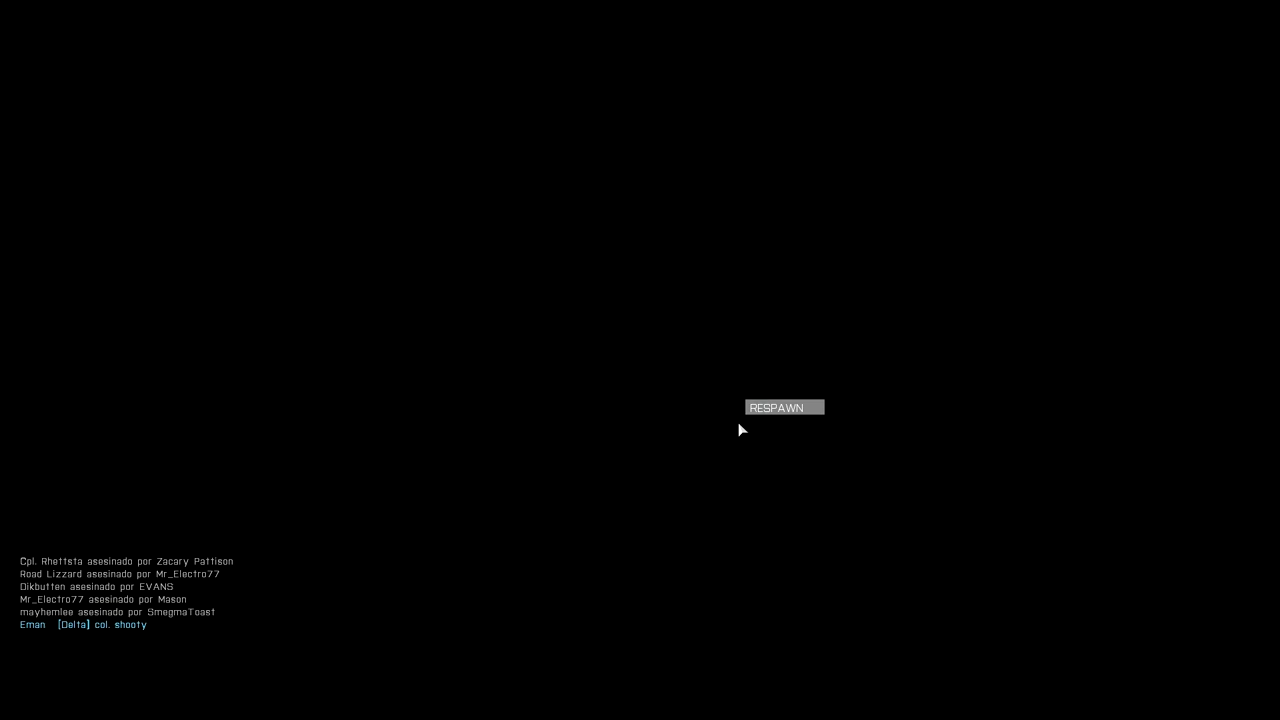 RESPAWN
Cpl. Rhettsta asesinado por Zacary Pattison
Road Lizzard asesinado por Mr_Electro77
Dikbutten asesinado por EVANS
Mr_Electro77 asesinado por Mason
mayhemlee asesinado por SmegmaToast
Eman [Delta] col. shooty